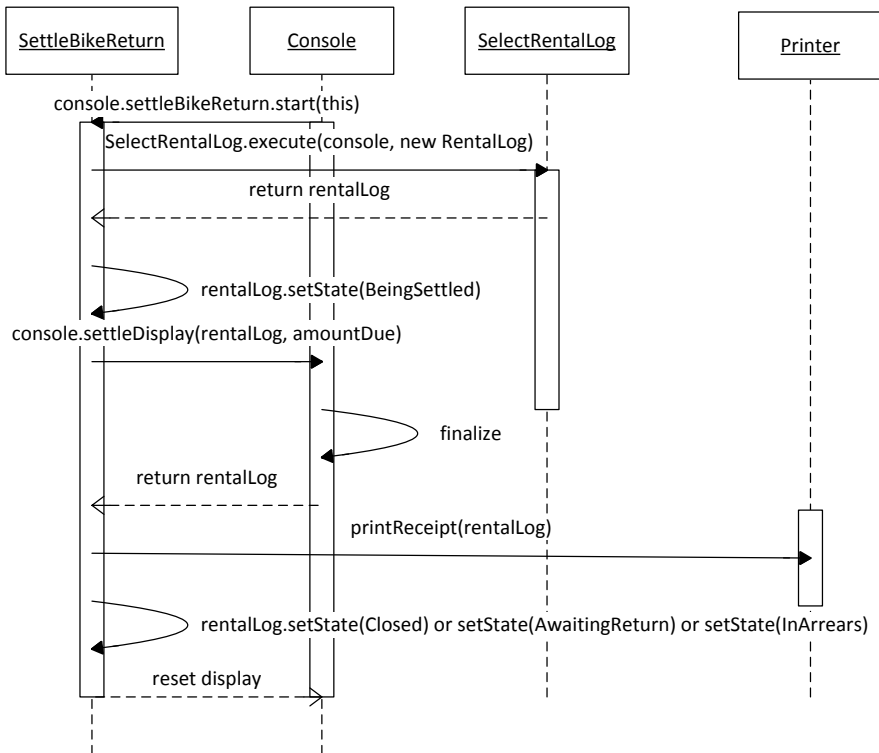 SettleBikeReturn
Console
SelectRentalLog
Printer
console.settleBikeReturn.start(this)
SelectRentalLog.execute(console, new RentalLog)
return rentalLog
rentalLog.setState(BeingSettled)
console.settleDisplay(rentalLog, amountDue)
finalize
return rentalLog
printReceipt(rentalLog)
rentalLog.setState(Closed) or setState(AwaitingReturn) or setState(InArrears)
reset display